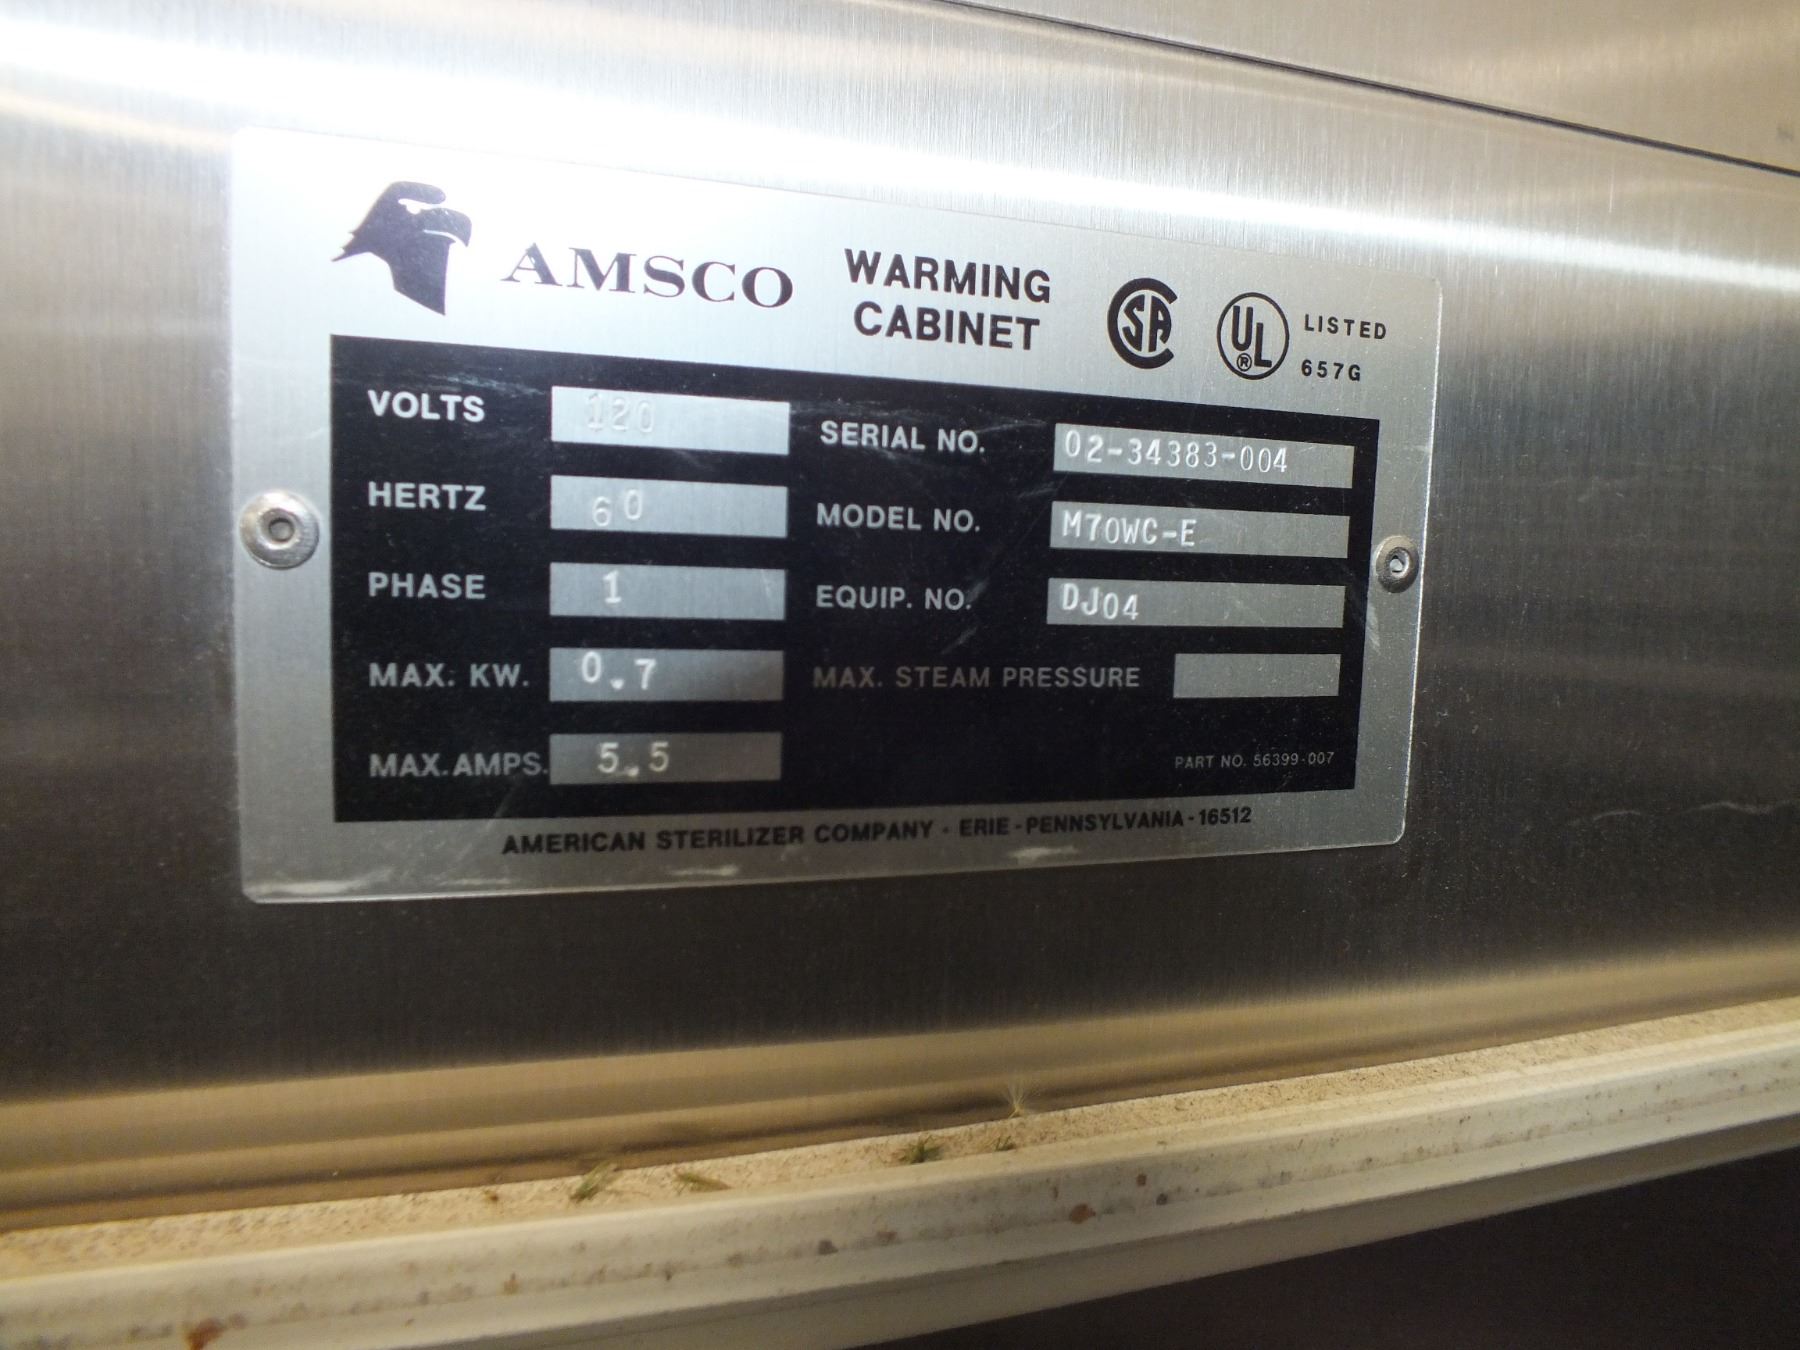 AMSCO
WARMING
CABINET
CSA
UL
®
LISTED
657G
VOLTS 120
HERTZ 60
PHASE 1
MAX. KW. 0.7
MAX. AMPS. 5.5
SERIAL NO. 02-34383-004
MODEL NO. M70WC-E
EQUIP. NO. DJ04
MAX. STEAM PRESSURE
PART NO. 56399-007
AMERICAN STERILIZER COMPANY - ERIE - PENNSYLVANIA - 16512